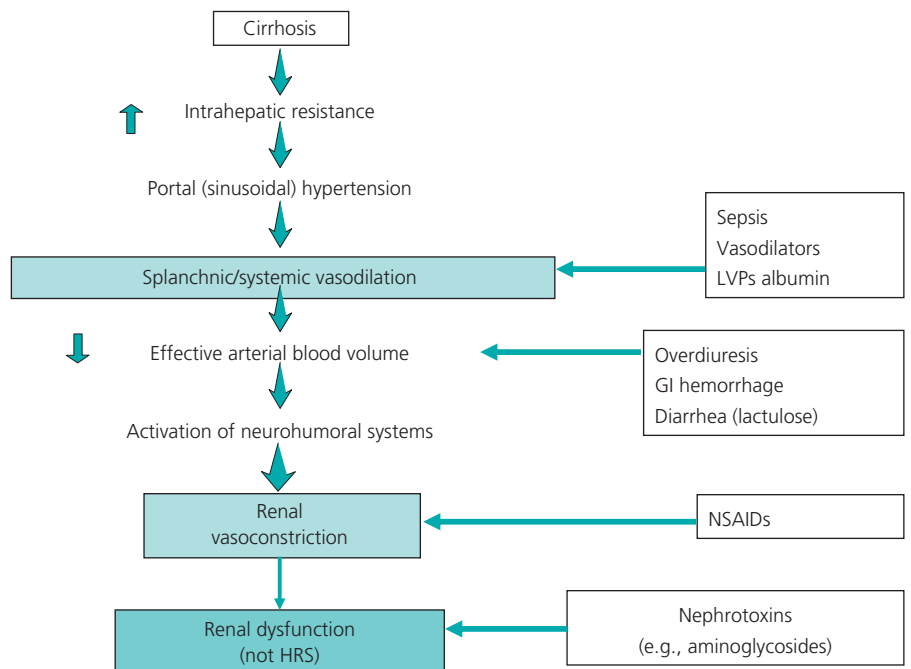 Cirrhosis
Intrahepatic resistance
Portal (sinusoidal) hypertension
Sepsis
Vasodilators
LVPs albumin
Splanchnic/systemic vasodilation
Effective arterial blood volume
Overdiuresis
GI hemorrhage
Diarrhea (lactulose)
Activation of neurohumoral systems
Renal
vasoconstriction
NSAIDs
Renal dysfunction
(not HRS)
Nephrotoxins
(e.g., aminoglycosides)